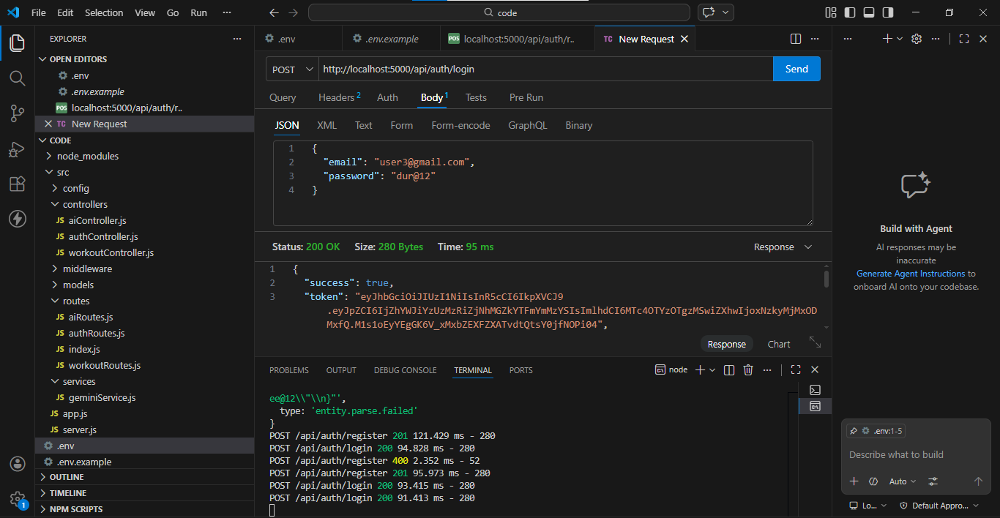 File Edit Selection View Go Run ··· code
EXPLORER ···
OPEN EDITORS
.env
.env.example
POS localhost:5000/api/auth/r..
TC New Request
CODE
node_modules
src
config
controllers
JS aiController.js
JS authController.js
JS workoutController.js
middleware
models
routes
JS aiRoutes.js
JS authRoutes.js
JS index.js
JS workoutRoutes.js
services
JS geminiService.js
JS app.js
JS server.js
.env
.env.example
OUTLINE
TIMELINE
NPM SCRIPTS
1
.env .env.example POS localhost:5000/api/auth/r.. TC New Request
POST http://localhost:5000/api/auth/login Send
Query Headers 2 Auth Body 1 Tests Pre Run
JSON XML Text Form Form-encode GraphQL Binary
1 {
2 "email": "user3@gmail.com",
3 "password": "dur@12"
4 }
Status: 200 OK Size: 280 Bytes Time: 95 ms Response
1 {
2 "success": true,
3 "token": "eyJhbGciOiJIUzI1NiIsInR5cCI6IkpXVCJ9
.eyJpZCI6IjZhYWJiYzUzMzRiZjNhMGZkYTFmYmMzYSIsImlhdCI6MTc4OTYzOTgzMSwiZXhwIjoxNzkyMjMxOD
MxfQ.M1s1oEyYEgGK6V_xMxbZEXFZXATvdtQtsY0jfNOPi04",
Response Chart
PROBLEMS OUTPUT DEBUG CONSOLE TERMINAL PORTS node
ee@12\\"\\n}"',
type: 'entity.parse.failed'
}
POST /api/auth/register 201 121.429 ms - 280
POST /api/auth/login 200 94.828 ms - 280
POST /api/auth/register 400 2.352 ms - 52
POST /api/auth/register 201 95.973 ms - 280
POST /api/auth/login 200 93.415 ms - 280
POST /api/auth/login 200 91.413 ms - 280
Build with Agent
AI responses may be
inaccurate
Generate Agent Instructions to
onboard AI onto your codebase.
.env:1-5
Describe what to build
Auto
Lo... Default Appro...